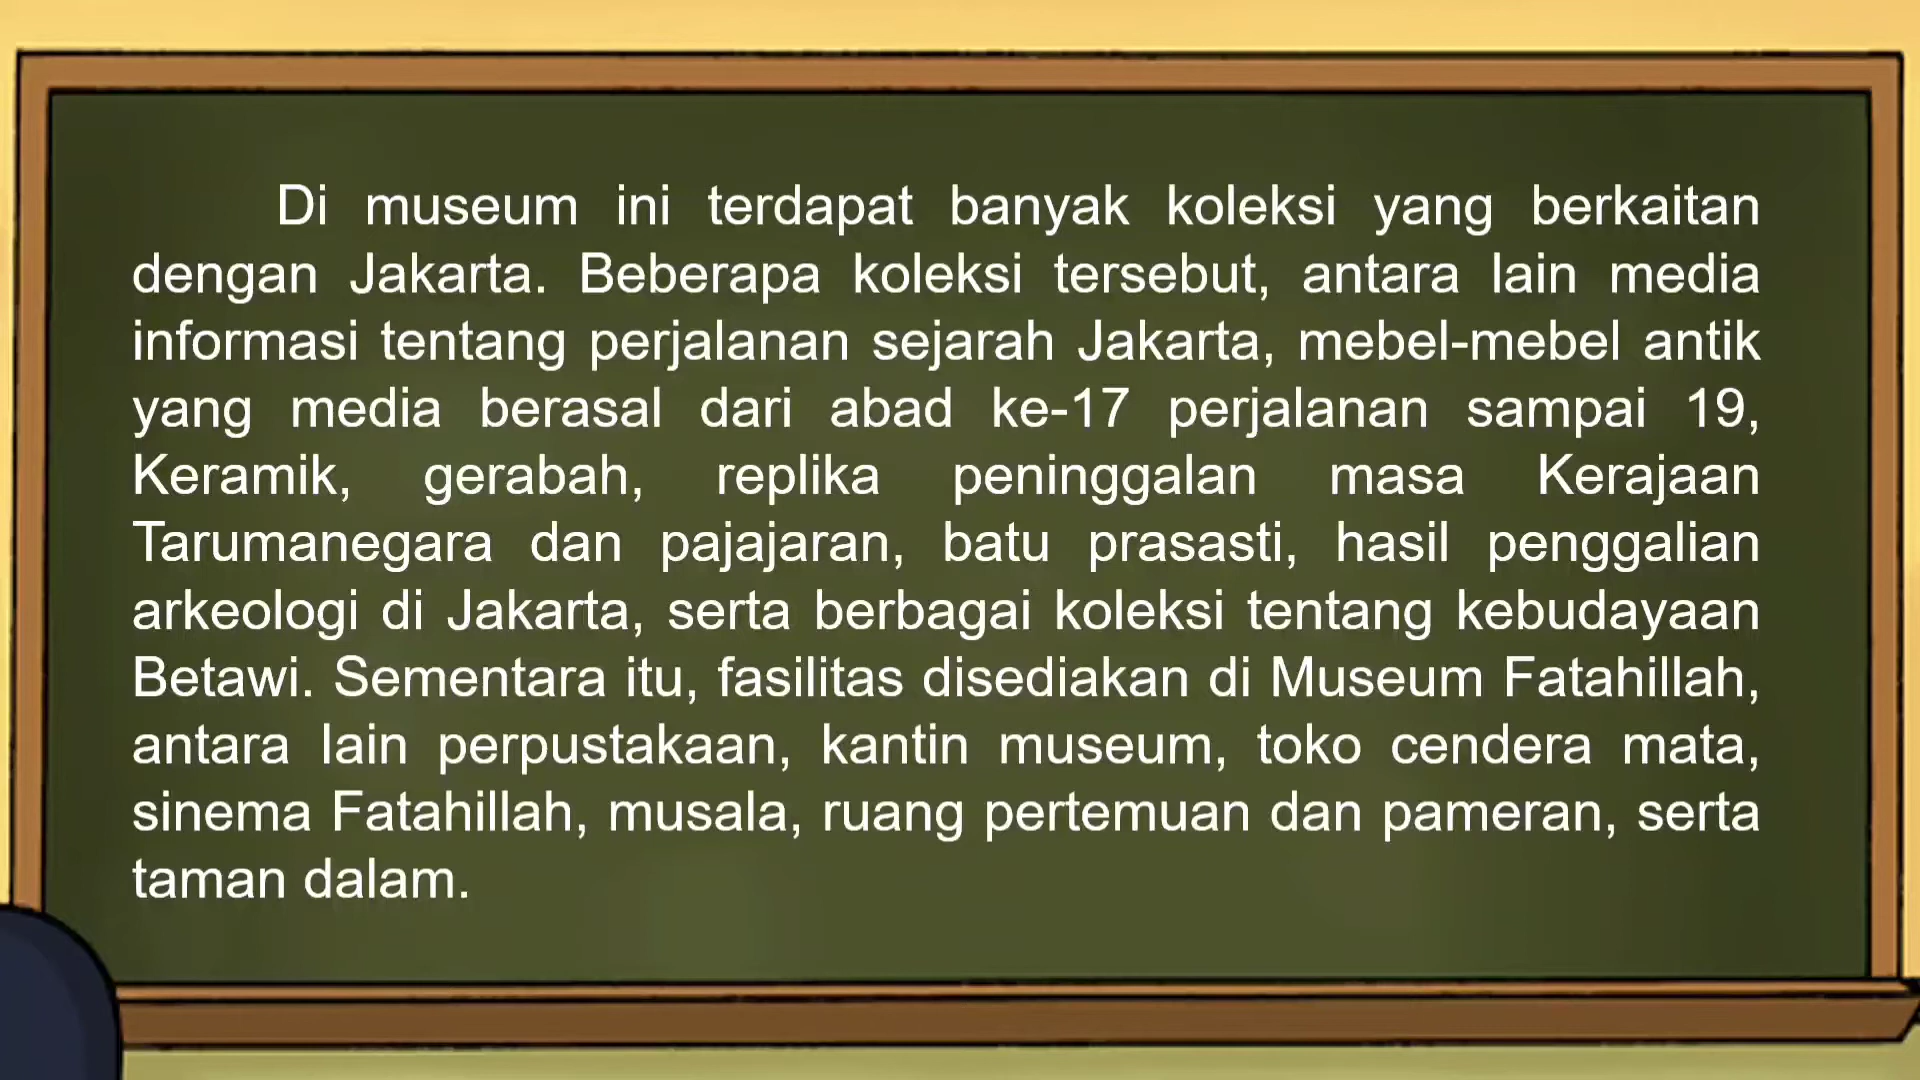 Di museum ini terdapat banyak koleksi yang berkaitan
dengan Jakarta. Beberapa koleksi tersebut, antara lain media
informasi tentang perjalanan sejarah Jakarta, mebel-mebel antik
yang media berasal dari abad ke-17 perjalanan sampai 19,
Keramik, gerabah, replika peninggalan masa Kerajaan
Tarumanegara dan pajajaran, batu prasasti, hasil penggalian
arkeologi di Jakarta, serta berbagai koleksi tentang kebudayaan
Betawi. Sementara itu, fasilitas disediakan di Museum Fatahillah,
antara lain perpustakaan, kantin museum, toko cendera mata,
sinema Fatahillah, musala, ruang pertemuan dan pameran, serta
taman dalam.